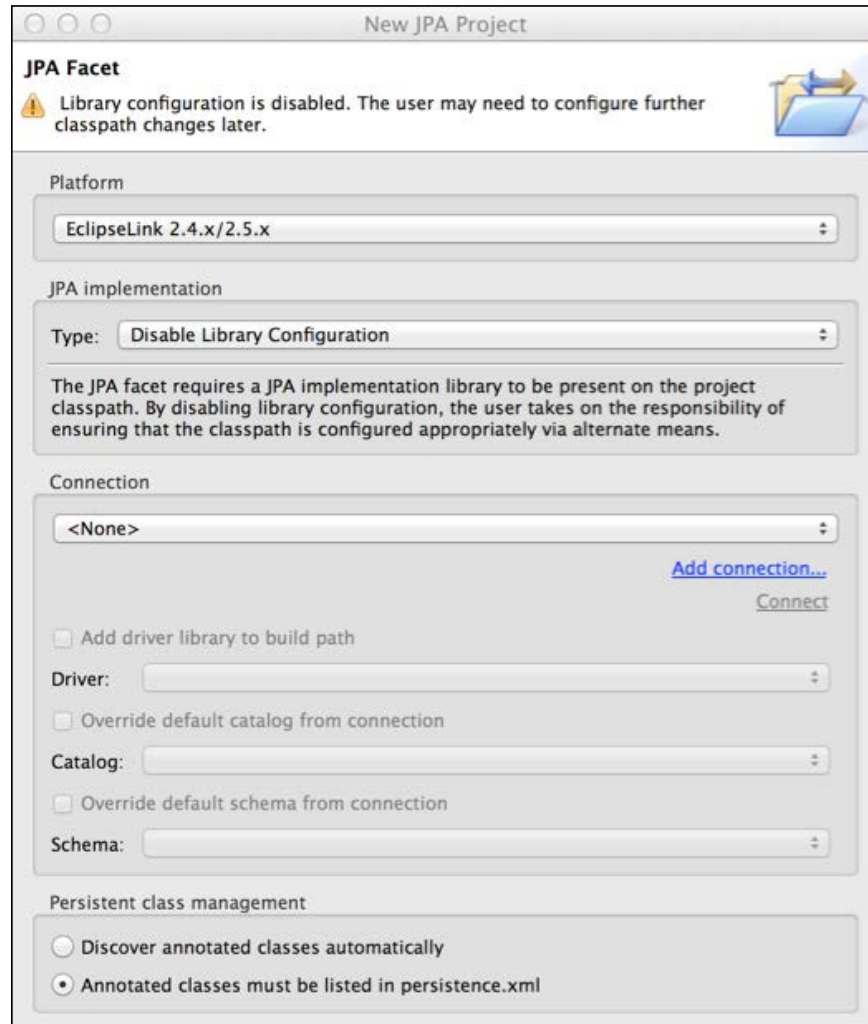 New JPA Project
JPA Facet
Library configuration is disabled. The user may need to configure further
classpath changes later.
Platform
EclipseLink 2.4.x/2.5.x
JPA implementation
Type: Disable Library Configuration
The JPA facet requires a JPA implementation library to be present on the project
classpath. By disabling library configuration, the user takes on the responsibility of
ensuring that the classpath is configured appropriately via alternate means.
Connection
<None>
Add connection...
Connect
Add driver library to build path
Driver:
Override default catalog from connection
Catalog:
Override default schema from connection
Schema:
Persistent class management
Discover annotated classes automatically
Annotated classes must be listed in persistence.xml